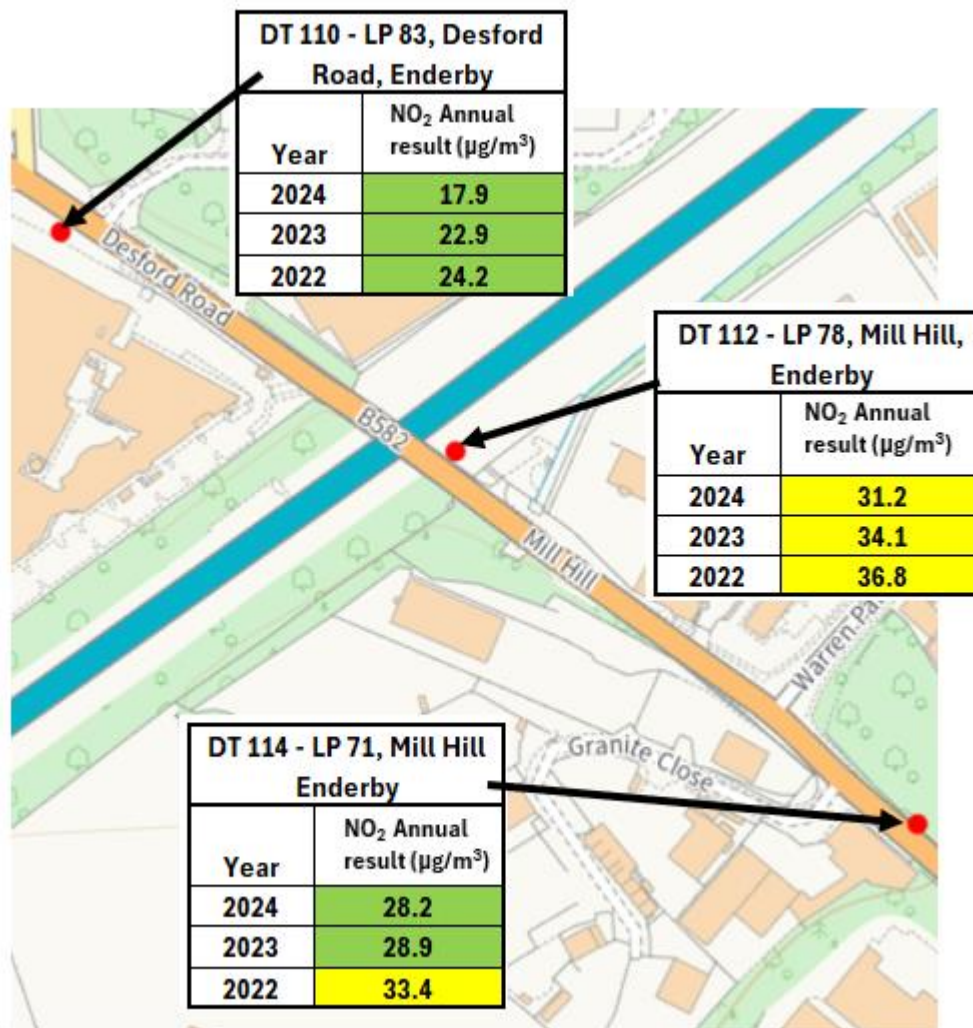 DT 110 - LP 83, Desford
Road, Enderby
Year
NO₂ Annual
result (µg/m³)
2024 17.9
2023 22.9
2022 24.2
Desford Road
B582
Mill Hill
DT 112 - LP 78, Mill Hill,
Enderby
Year
NO₂ Annual
result (µg/m³)
2024 31.2
2023 34.1
2022 36.8
Warren Pa
Granite Close
DT 114 - LP 71, Mill Hill
Enderby
Year
NO₂ Annual
result (µg/m³)
2024 28.2
2023 28.9
2022 33.4